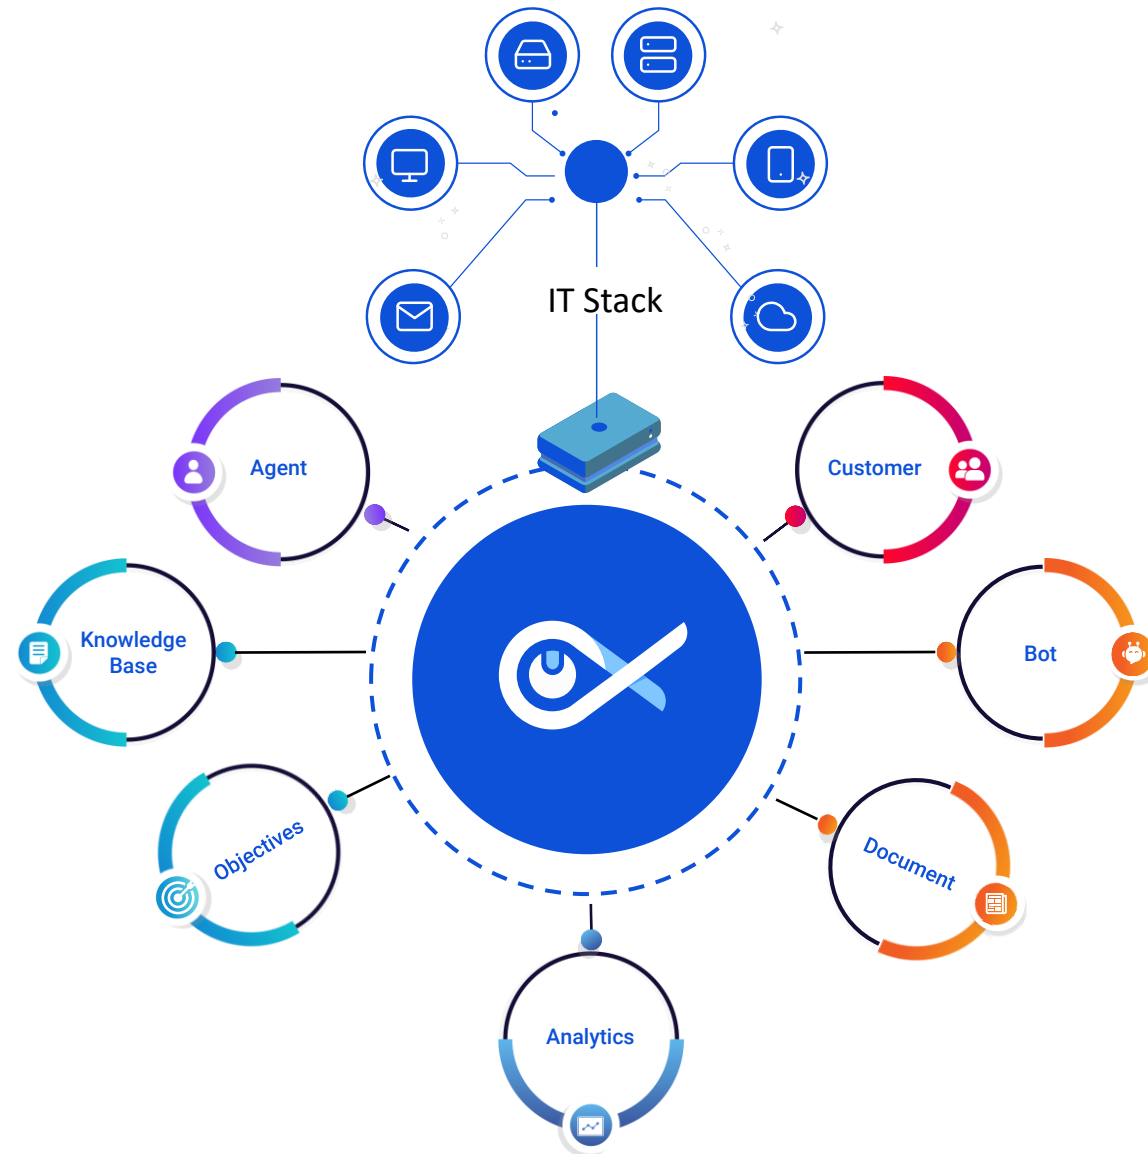 IT Stack
Agent
Customer
Knowledge
Base
Bot
Objectives
Document
Analytics